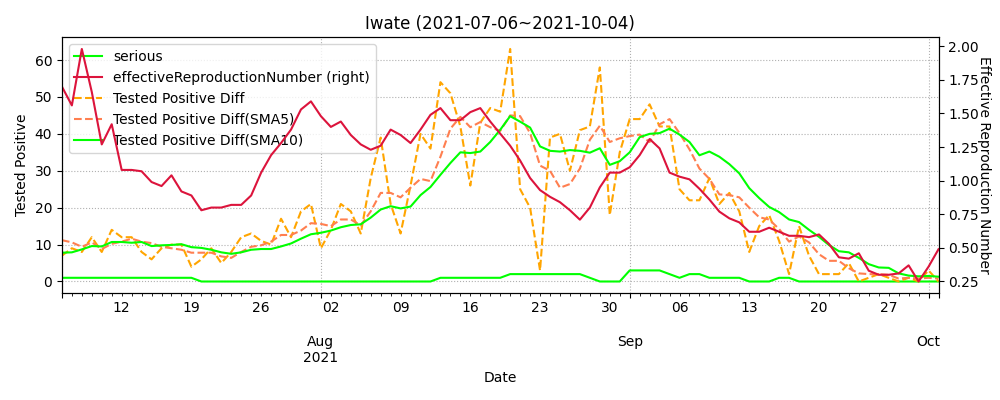 Iwate (2021-07-06~2021-10-04)
serious
effectiveReproductionNumber (right)
Tested Positive Diff
Tested Positive Diff(SMA5)
Tested Positive Diff(SMA10)
Tested Positive
60
50
40
30
20
10
0
2.00
1.75
1.50
1.25
1.00
0.75
0.50
0.25
Effective Reproduction Number
12 19 26 02 09 16 23 30 06 13 20 27
Aug Sep Oct
2021
Date